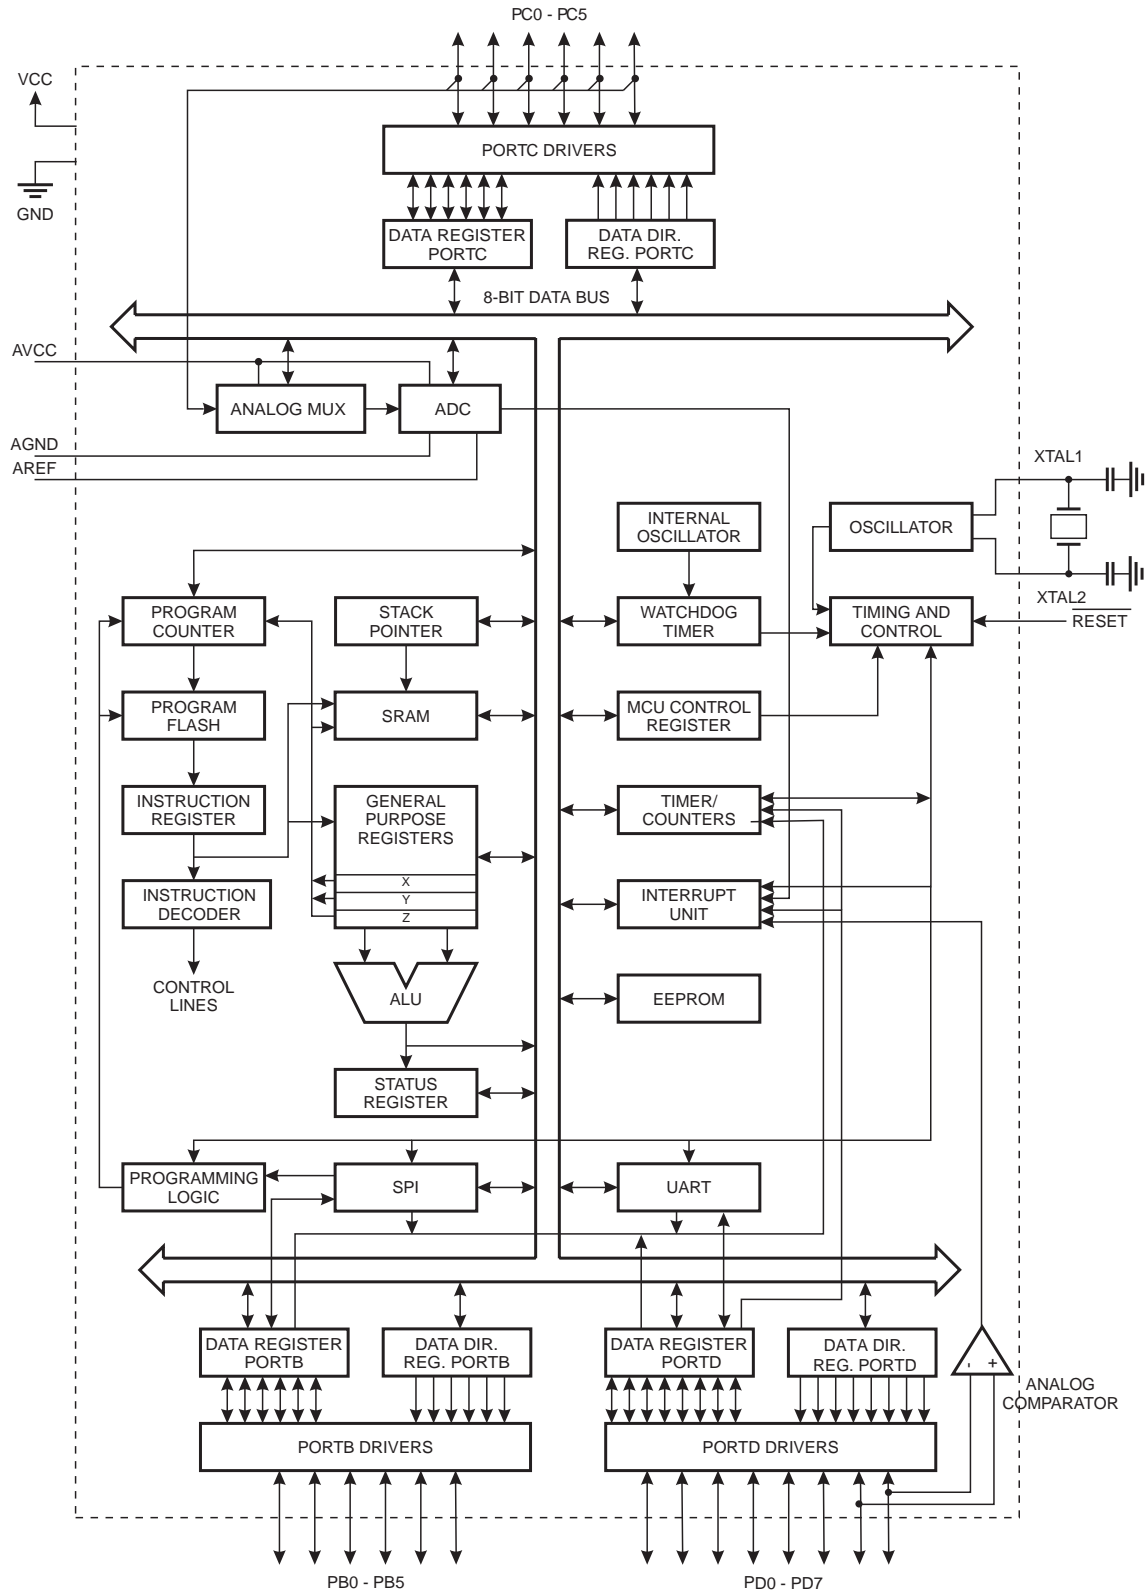 PC0 - PC5
VCC
PORTC DRIVERS
GND
DATA REGISTER
PORTC
DATA DIR.
REG. PORTC
8-BIT DATA BUS
AVCC
ANALOG MUX
ADC
AGND
AREF
XTAL1
INTERNAL
OSCILLATOR
OSCILLATOR
XTAL2
RESET
PROGRAM
COUNTER
STACK
POINTER
WATCHDOG
TIMER
TIMING AND
CONTROL
PROGRAM
FLASH
SRAM
MCU CONTROL
REGISTER
INSTRUCTION
REGISTER
GENERAL
PURPOSE
REGISTERS
X
Y
Z
TIMER/
COUNTERS
INSTRUCTION
DECODER
INTERRUPT
UNIT
CONTROL
LINES
ALU
EEPROM
STATUS
REGISTER
PROGRAMMING
LOGIC
SPI
UART
DATA REGISTER
PORTB
DATA DIR.
REG. PORTB
DATA REGISTER
PORTD
DATA DIR.
REG. PORTD
- +
ANALOG
COMPARATOR
PORTB DRIVERS
PORTD DRIVERS
PB0 - PB5
PD0 - PD7